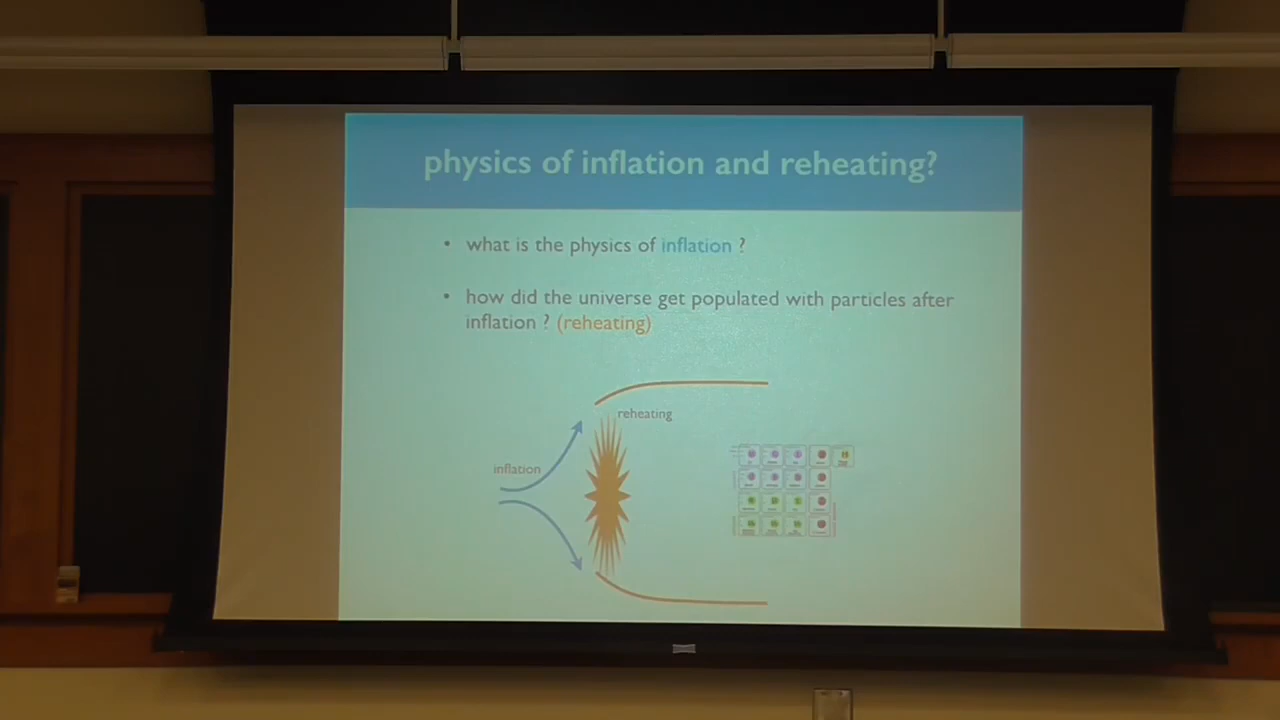 physics of inflation and reheating?
• what is the physics of inflation ?
• how did the universe get populated with particles after
inflation ? (reheating)
reheating
inflation